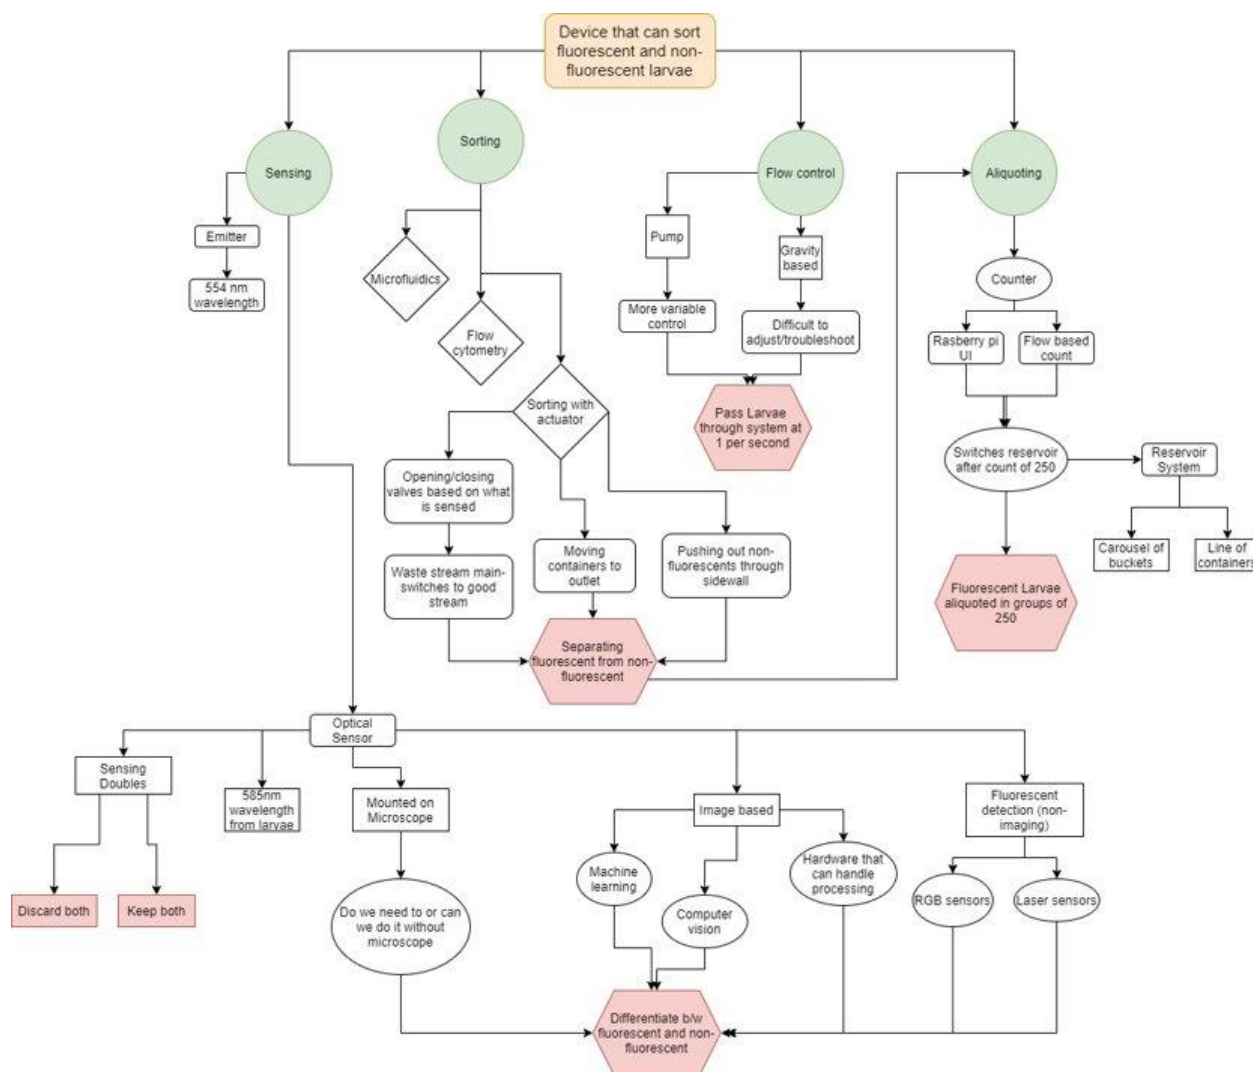 Device that can sort
fluorescent and non-
fluorescent larvae
Sensing
Sorting
Flow control
Aliquoting
Emitter
554 nm
wavelength
Microfluidics
Flow
cytometry
Sorting with
actuator
Pump
Gravity
based
More variable
control
Difficult to
adjust/troubleshoot
Pass Larvae
through system at
1 per second
Counter
Rasberry pi
UI
Flow based
count
Switches reservoir
after count of 250
Reservoir
System
Carousel of
buckets
Line of
containers
Fluorescent Larvae
aliquoted in groups of
250
Opening/closing
valves based on what
is sensed
Waste stream main-
switches to good
stream
Moving
containers to
outlet
Pushing out non-
fluorescents through
sidewall
Separating
fluorescent from non-
fluorescent
Optical
Sensor
Sensing
Doubles
585nm
wavelength
from larvae
Mounted on
Microscope
Image based
Fluorescent
detection (non-
imaging)
Discard both
Keep both
Do we need to or can
we do it without
microscope
Machine
learning
Computer
vision
Hardware that
can handle
processing
RGB sensors
Laser sensors
Differentiate b/w
fluorescent and non-
fluorescent